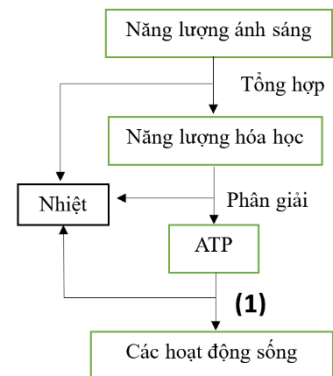 Năng lượng ánh sáng
Tổng hợp
Năng lượng hóa học
Nhiệt
Phân giải
ATP
(1)
Các hoạt động sống